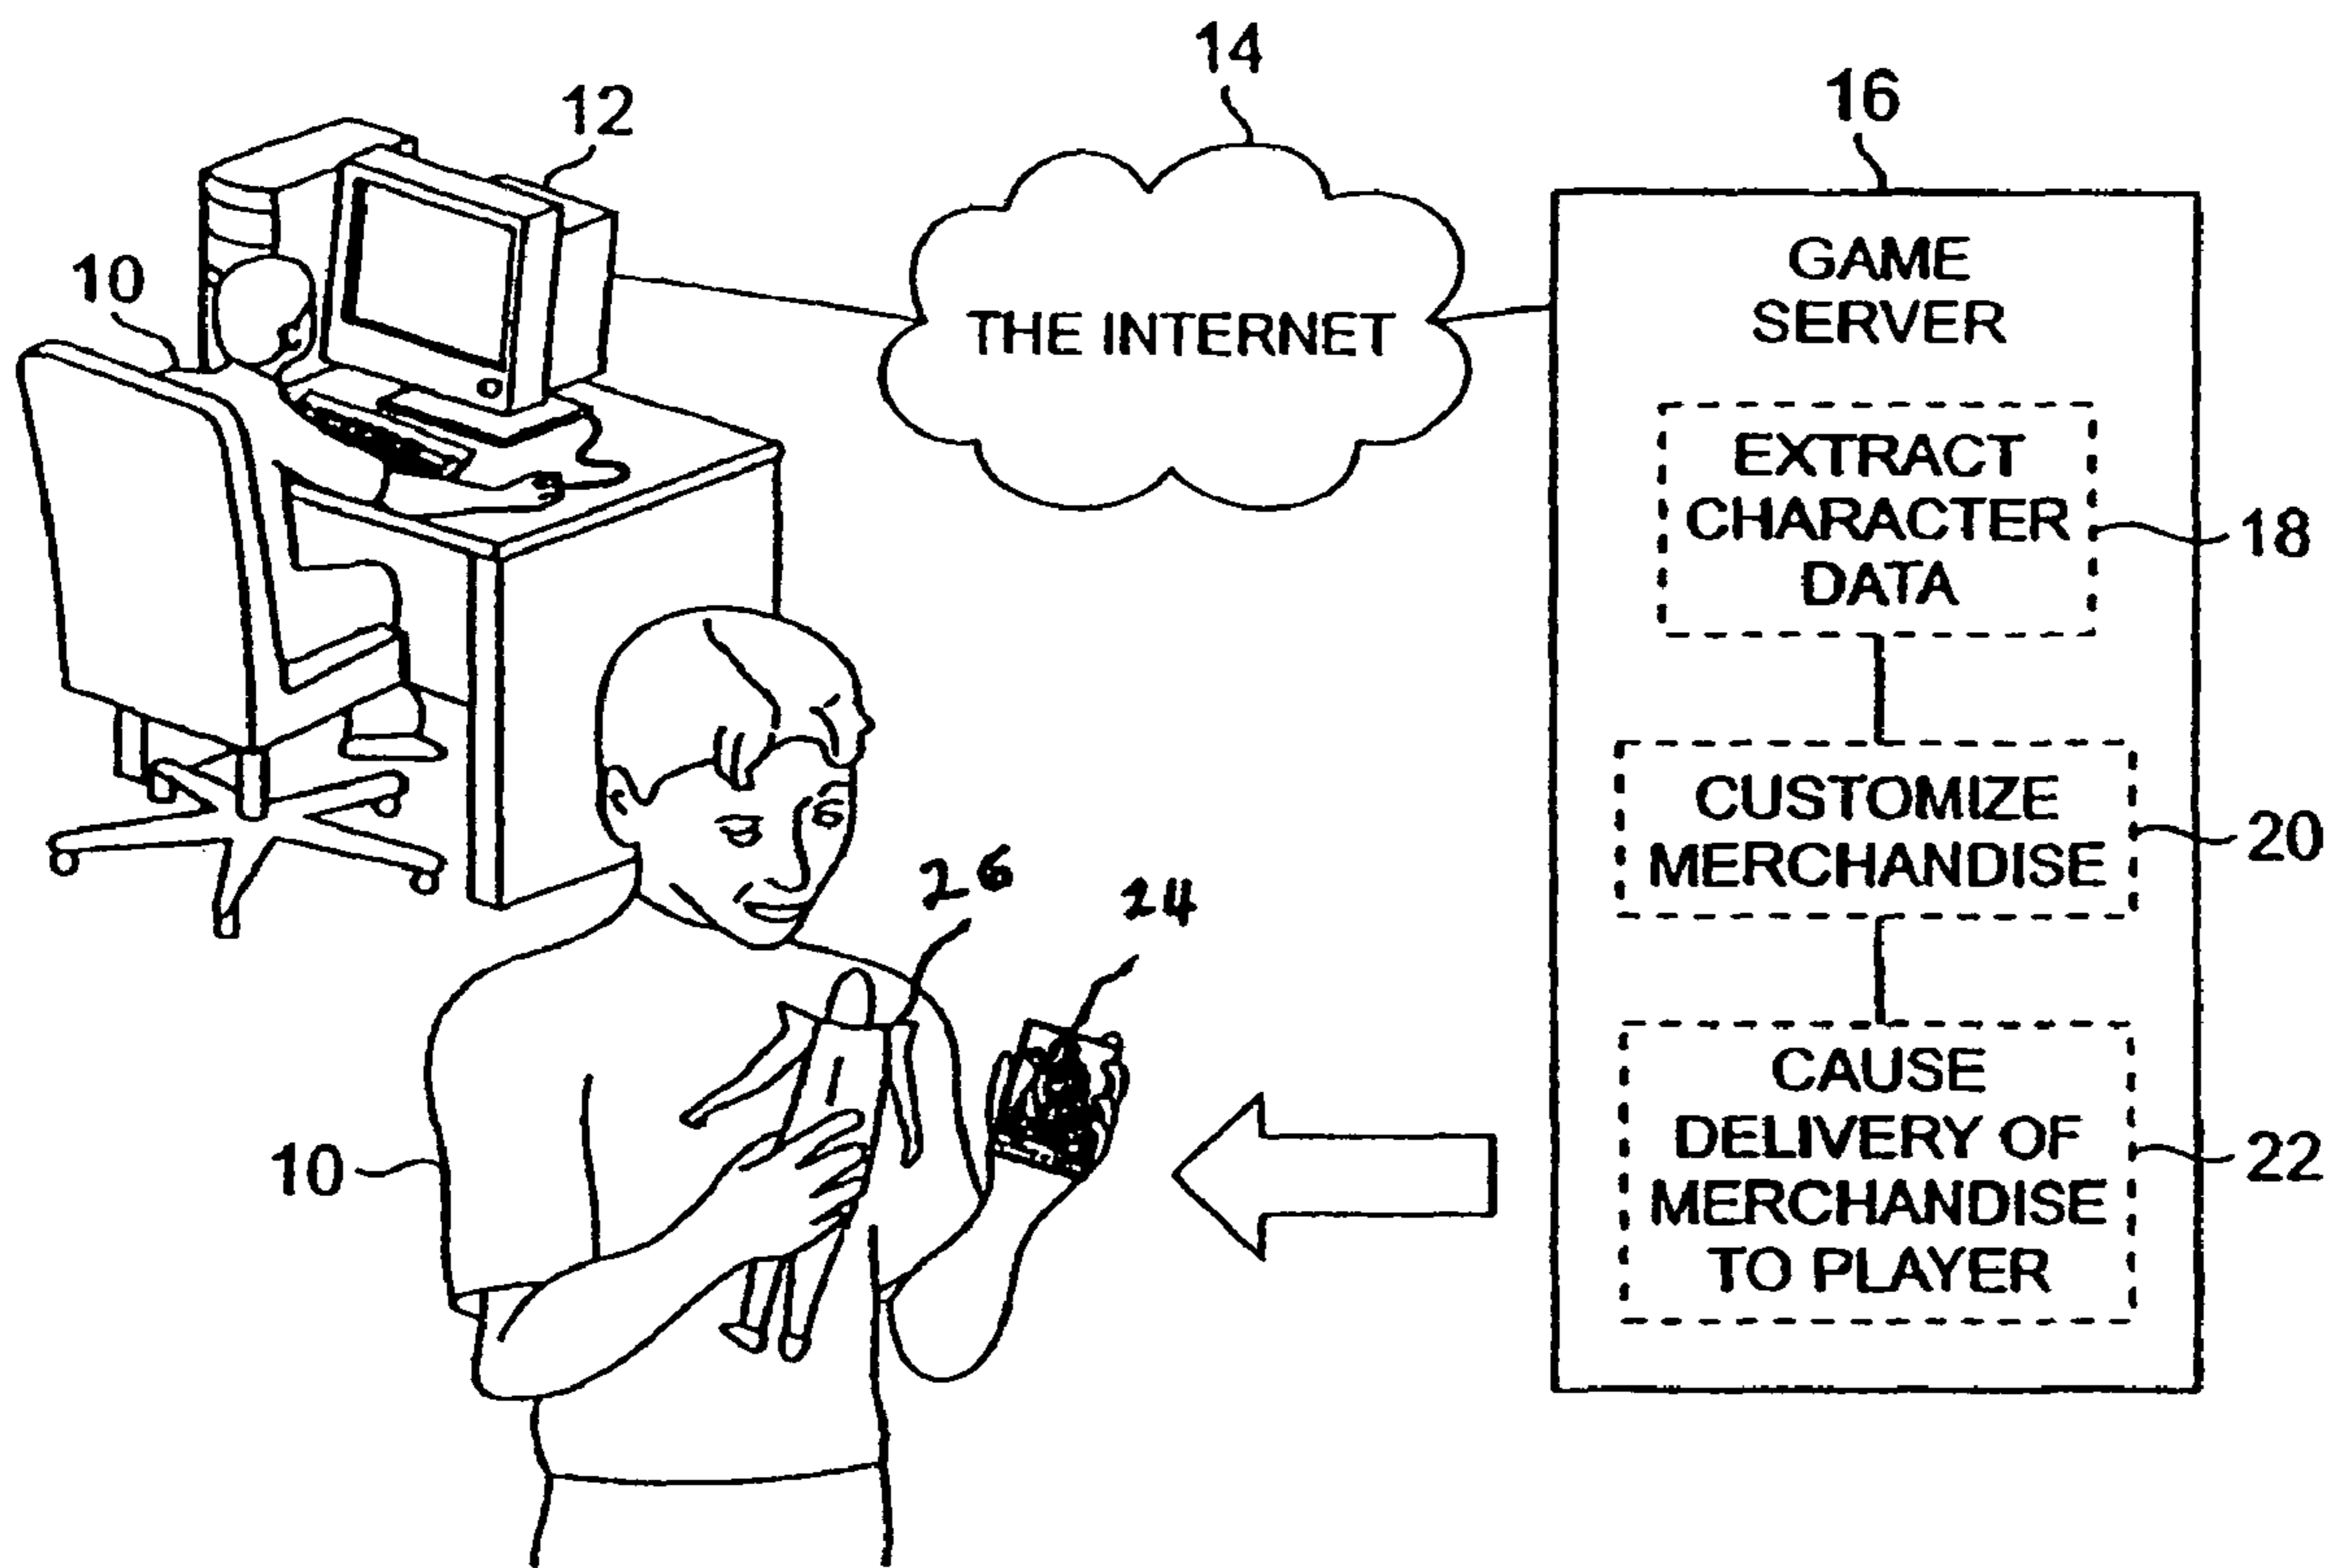 14
16
12
10
THE INTERNET
GAME
SERVER
EXTRACT
CHARACTER
DATA
18
CUSTOMIZE
MERCHANDISE
20
26
24
CAUSE
DELIVERY OF
MERCHANDISE
TO PLAYER
22
10